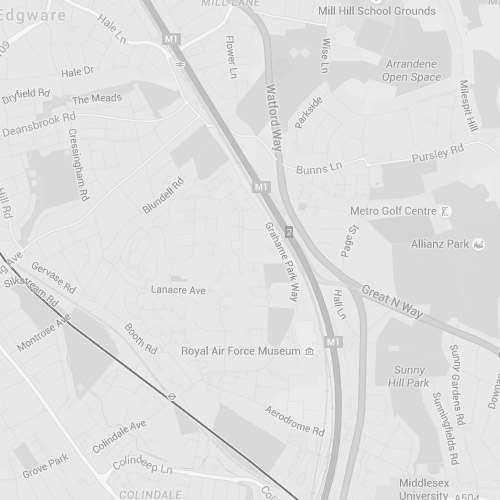 Edgware
MILL LANE
Mill Hill School Grounds
109
Hale Ln
M1
Flower Ln
Wise Ln
Arrandene
Open Space
Hale Dr
Dryfield Rd
The Meads
Watford Way
Parkside
Milespit Hill
Deansbrook Rd
Cressingham Rd
Bunns Ln
Pursley Rd
Blundell Rd
M1
Hill Rd
Metro Golf Centre
Grahame Park Way
2
Page St
Allianz Park
Gervase Rd
Silkstream Rd
Lanacre Ave
Hall Ln
Great N Way
Montrose Ave
Booth Rd
Royal Air Force Museum
M1
Sunny
Hill Park
Sunny Gardens Rd
Sunningfields Rd
Aerodrome Rd
Colindale Ave
Grove Park
Colindeep Ln
COLINDALE
Middlesex
University
A504